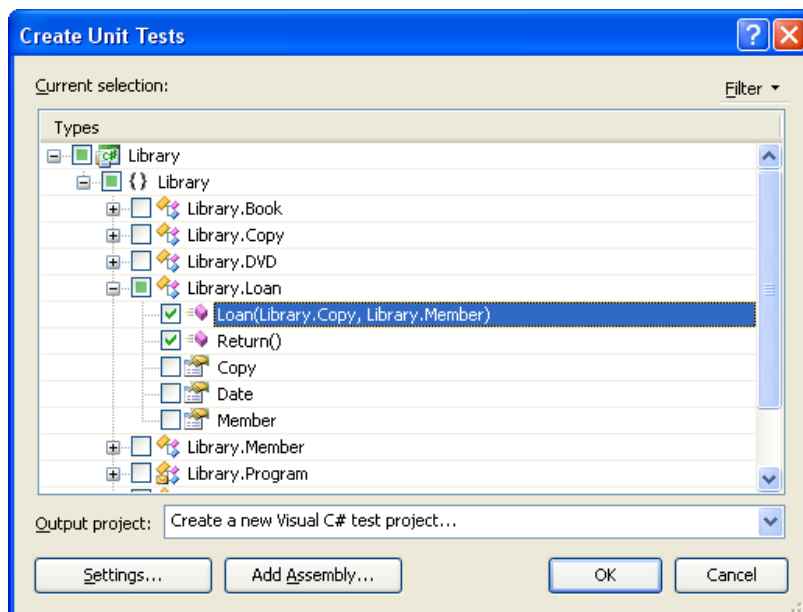 Create Unit Tests
Current selection:
Filter
Types
Library
{} Library
Library.Book
Library.Copy
Library.DVD
Library.Loan
Loan(Library.Copy, Library.Member)
Return()
Copy
Date
Member
Library.Member
Library.Program
Output project: Create a new Visual C# test project...
Settings... Add Assembly... OK Cancel